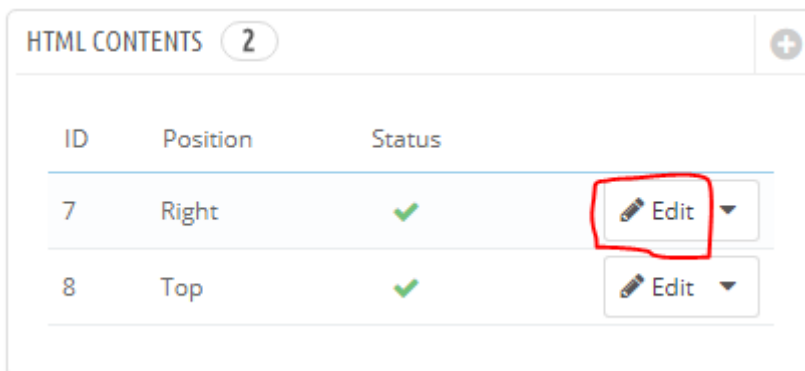 HTML CONTENTS 2
ID Position Status
7 Right Edit
8 Top Edit